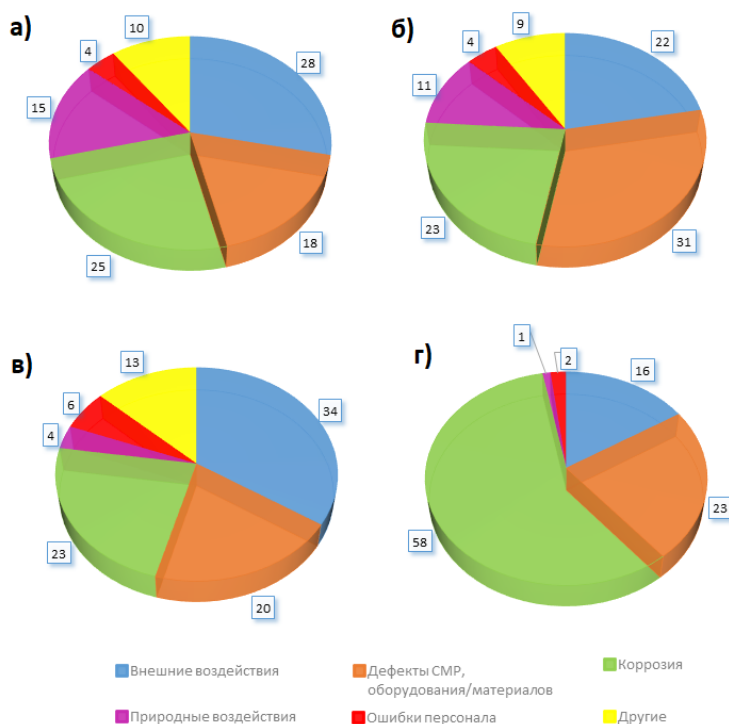 а)
10
4
28
15
25
18
б)
9
4
22
11
23
31
в)
13
6
34
4
23
20
г)
1
2
16
58
23
Внешние воздействия
Дефекты СМР,
оборудования/материалов
Коррозия
Природные воздействия
Ошибки персонала
Другие